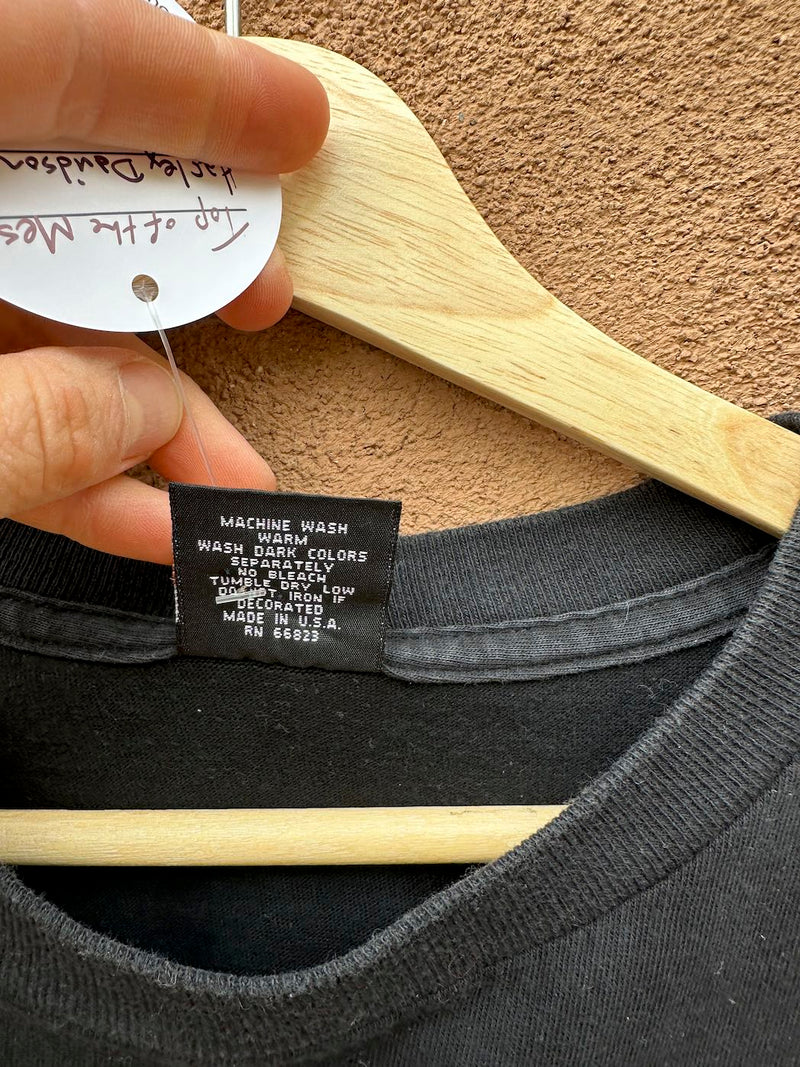 Top of the Mes
Harley Davidson
MACHINE WASH
WARM
WASH DARK COLORS
SEPARATELY
NO BLEACH
TUMBLE DRY LOW
DO NOT IRON IF
DECORATED
MADE IN U.S.A.
RN 66823